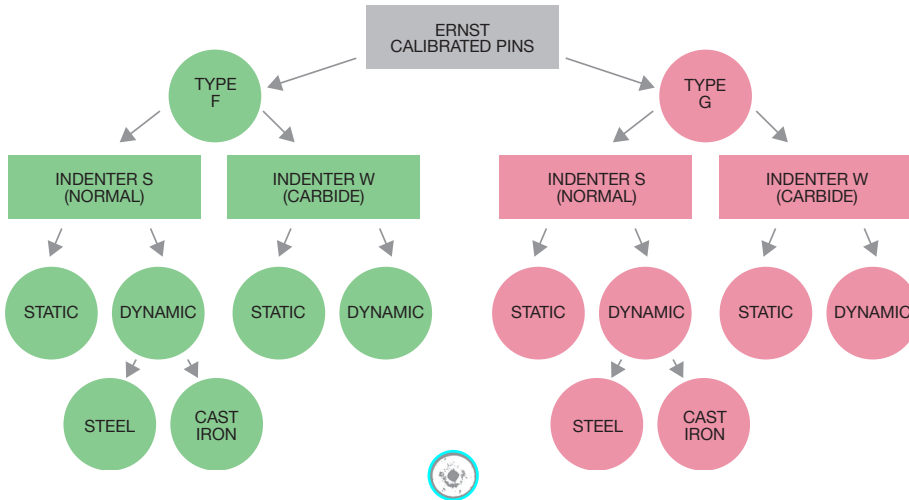 ERNST
CALIBRATED PINS
TYPE
F
TYPE
G
INDENTER S
(NORMAL)
INDENTER W
(CARBIDE)
INDENTER S
(NORMAL)
INDENTER W
(CARBIDE)
STATIC
DYNAMIC
STATIC
DYNAMIC
STATIC
DYNAMIC
STATIC
DYNAMIC
STEEL
CAST
IRON
STEEL
CAST
IRON